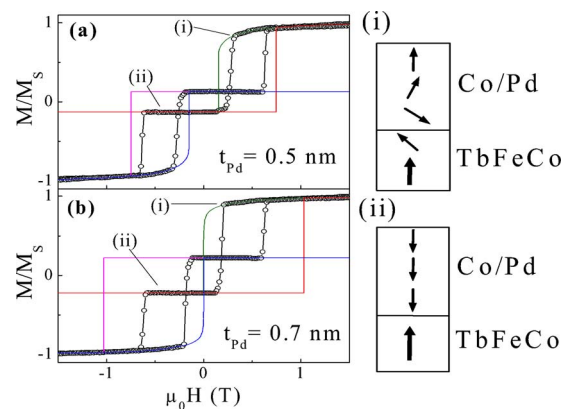 (a)
(i)
(ii)
t_Pd= 0.5 nm
M/M_S
1
0
-1
(b)
(i)
(ii)
t_Pd= 0.7 nm
M/M_S
1
0
-1
-1
0
1
μ₀H (T)
(i)
Co/Pd
TbFeCo
(ii)
Co/Pd
TbFeCo